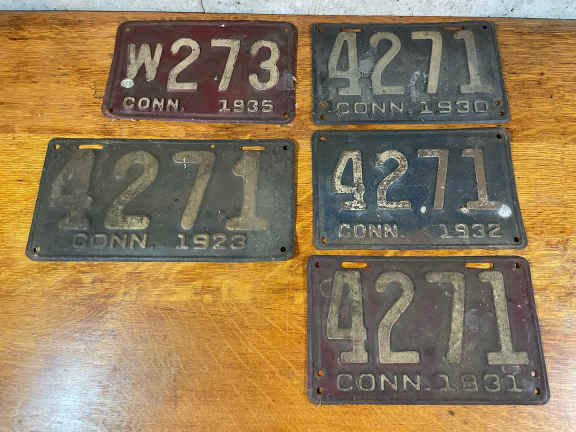 W273
CONN. 1935
4271
CONN. 1930
4271
CONN. 1923
4271
CONN. 1932
4271
CONN. 1931